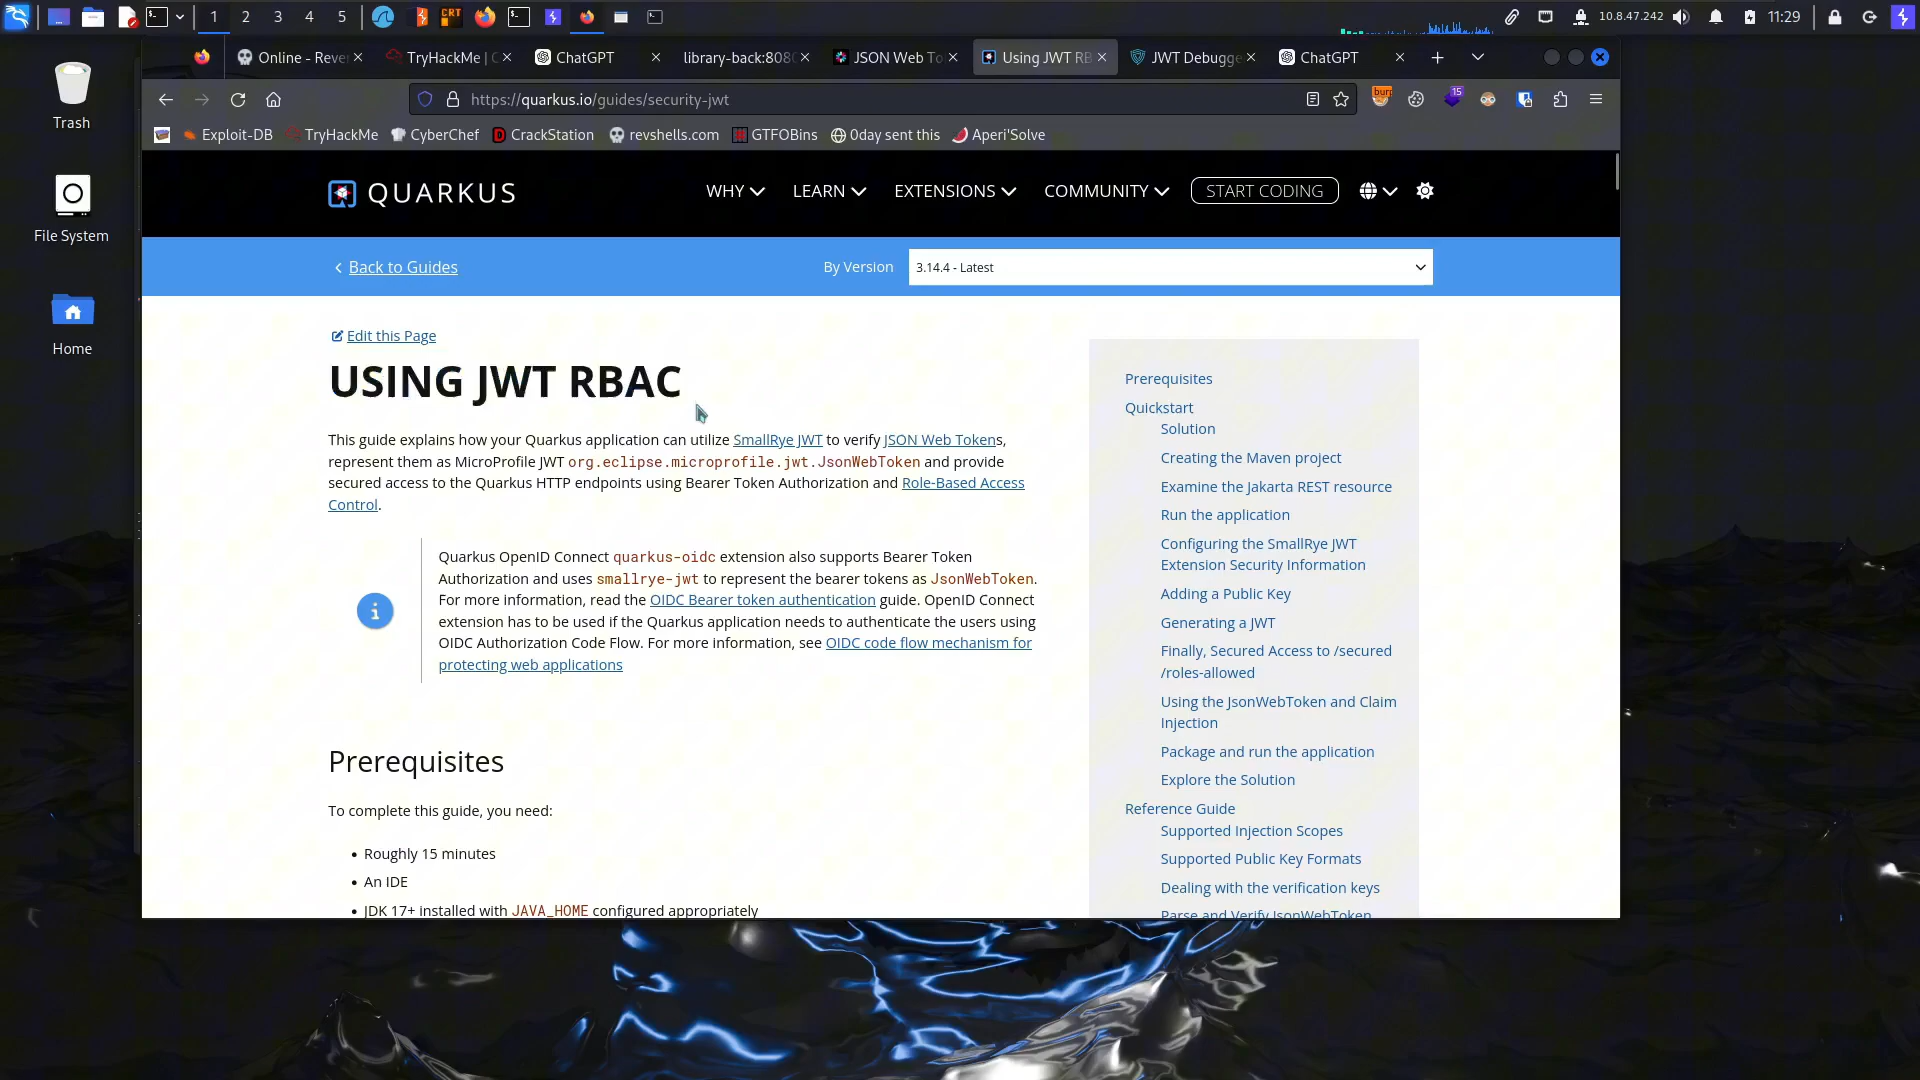 1 2 3 4 5 CRT 10.8.47.242 11:29
Online - Rever TryHackMe | C ChatGPT library-back:8080 JSON Web To Using JWT RB JWT Debugge ChatGPT
https://quarkus.io/guides/security-jwt burp 15
Exploit-DB TryHackMe CyberChef CrackStation revshells.com GTFOBins 0day sent this Aperi'Solve
Trash
File System
Home
QUARKUS WHY LEARN EXTENSIONS COMMUNITY START CODING
Back to Guides By Version 3.14.4 - Latest
Edit this Page
USING JWT RBAC
This guide explains how your Quarkus application can utilize SmallRye JWT to verify JSON Web Tokens,
represent them as MicroProfile JWT org.eclipse.microprofile.jwt.JsonWebToken and provide
secured access to the Quarkus HTTP endpoints using Bearer Token Authorization and Role-Based Access
Control.
Quarkus OpenID Connect quarkus-oidc extension also supports Bearer Token
Authorization and uses smallrye-jwt to represent the bearer tokens as JsonWebToken.
For more information, read the OIDC Bearer token authentication guide. OpenID Connect
extension has to be used if the Quarkus application needs to authenticate the users using
OIDC Authorization Code Flow. For more information, see OIDC code flow mechanism for
protecting web applications
Prerequisites
To complete this guide, you need:
• Roughly 15 minutes
• An IDE
• JDK 17+ installed with JAVA_HOME configured appropriately
Prerequisites
Quickstart
Solution
Creating the Maven project
Examine the Jakarta REST resource
Run the application
Configuring the SmallRye JWT
Extension Security Information
Adding a Public Key
Generating a JWT
Finally, Secured Access to /secured
/roles-allowed
Using the JsonWebToken and Claim
Injection
Package and run the application
Explore the Solution
Reference Guide
Supported Injection Scopes
Supported Public Key Formats
Dealing with the verification keys
Parse and Verify JsonWebToken